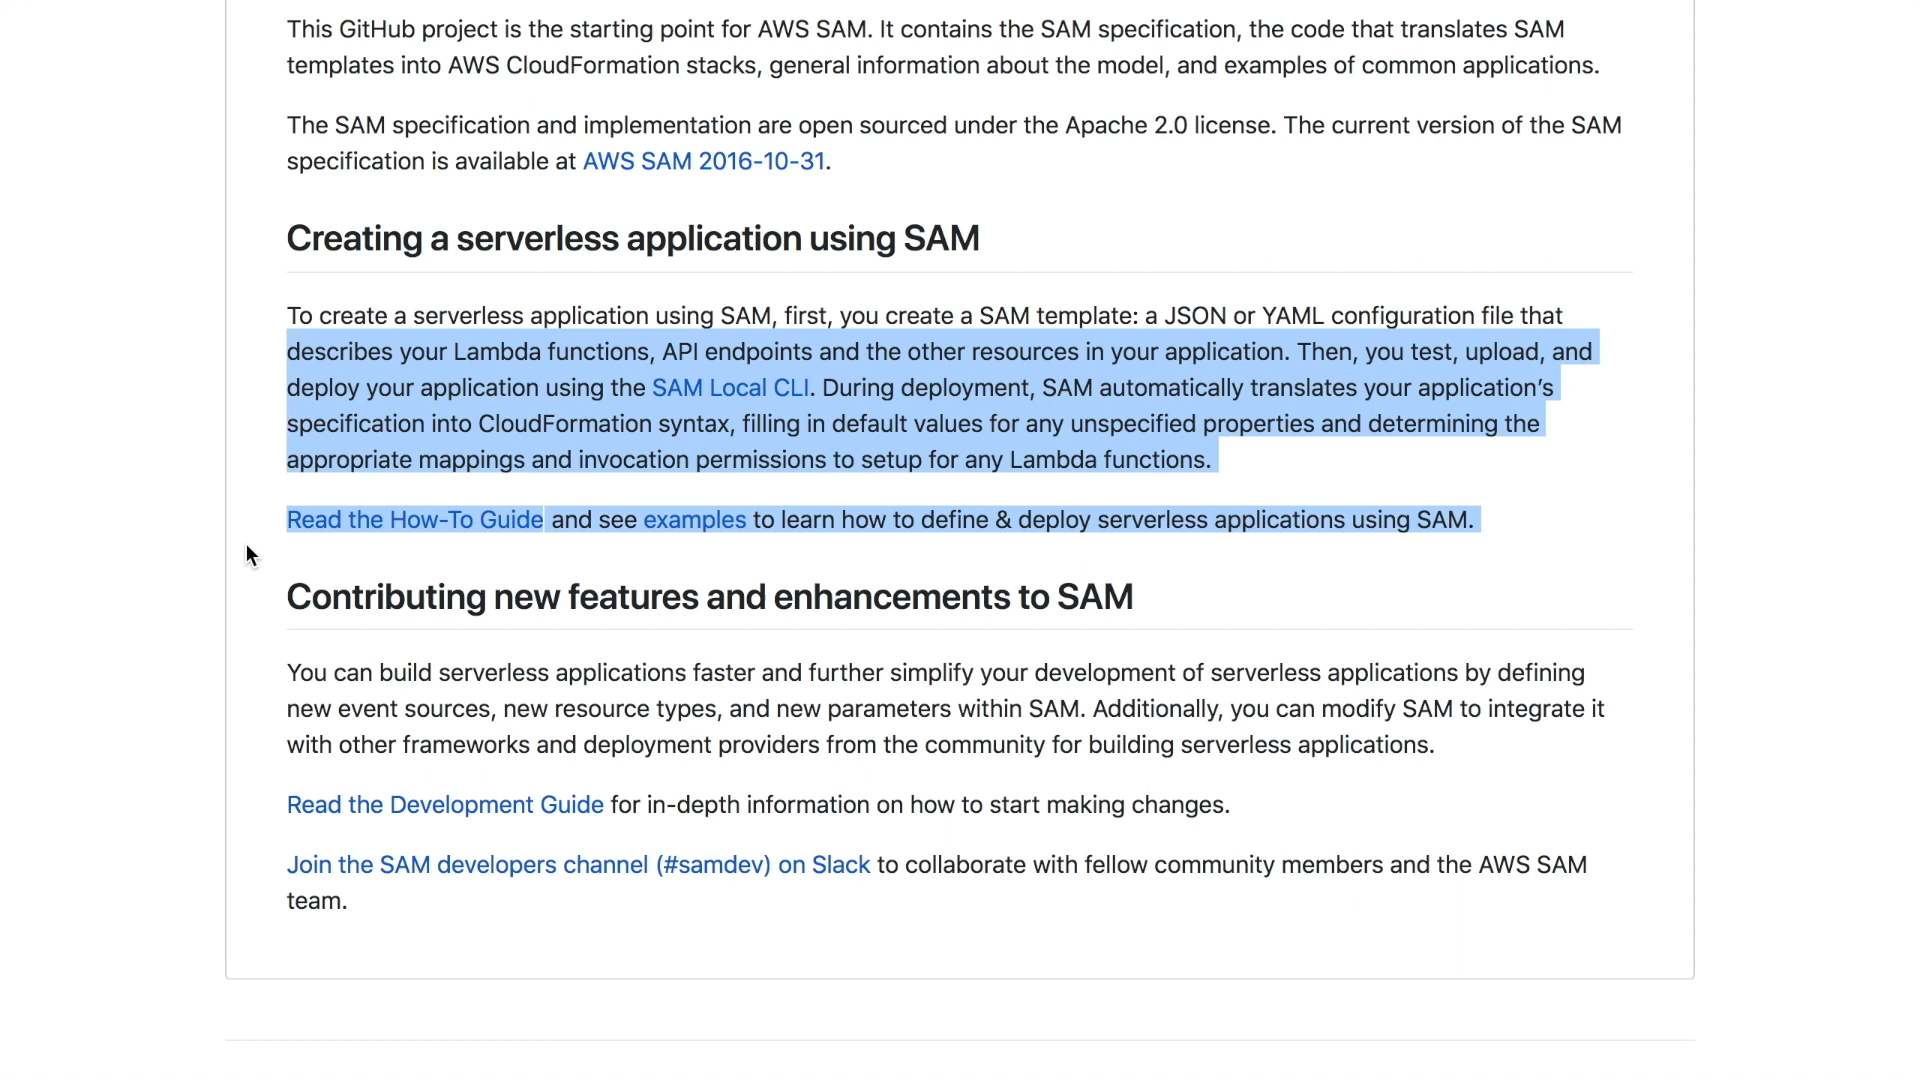 This GitHub project is the starting point for AWS SAM. It contains the SAM specification, the code that translates SAM
templates into AWS CloudFormation stacks, general information about the model, and examples of common applications.
The SAM specification and implementation are open sourced under the Apache 2.0 license. The current version of the SAM
specification is available at AWS SAM 2016-10-31.
Creating a serverless application using SAM
To create a serverless application using SAM, first, you create a SAM template: a JSON or YAML configuration file that
describes your Lambda functions, API endpoints and the other resources in your application. Then, you test, upload, and
deploy your application using the SAM Local CLI. During deployment, SAM automatically translates your application’s
specification into CloudFormation syntax, filling in default values for any unspecified properties and determining the
appropriate mappings and invocation permissions to setup for any Lambda functions.
Read the How-To Guide and see examples to learn how to define & deploy serverless applications using SAM.
Contributing new features and enhancements to SAM
You can build serverless applications faster and further simplify your development of serverless applications by defining
new event sources, new resource types, and new parameters within SAM. Additionally, you can modify SAM to integrate it
with other frameworks and deployment providers from the community for building serverless applications.
Read the Development Guide for in-depth information on how to start making changes.
Join the SAM developers channel (#samdev) on Slack to collaborate with fellow community members and the AWS SAM
team.